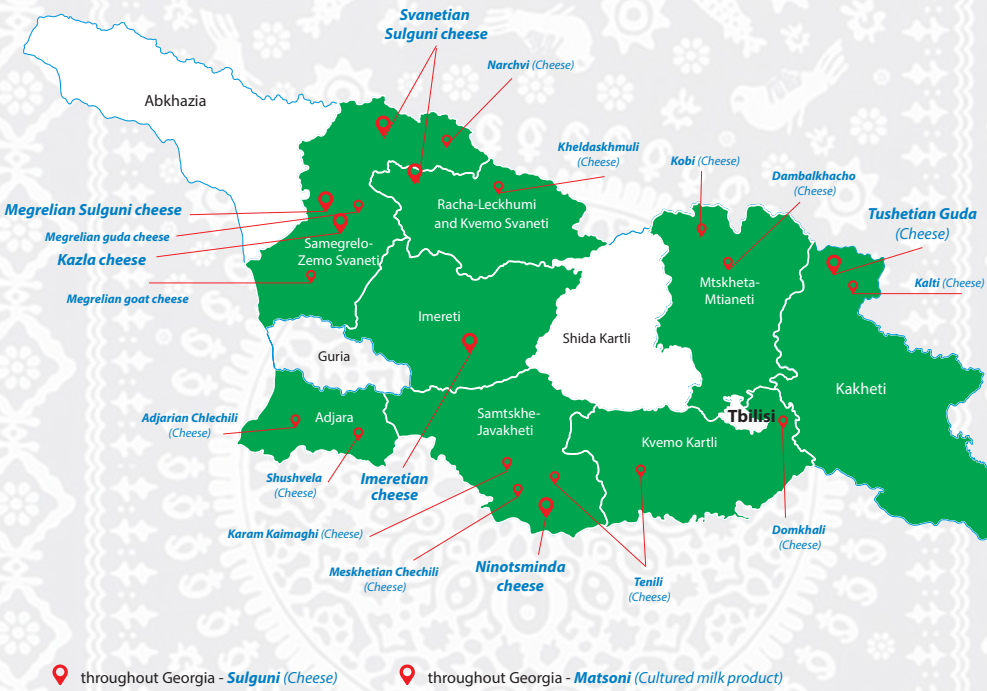 Svanetian
Sulguni cheese
Narchvi (Cheese)
Abkhazia
Kheldaskhmuli
(Cheese)
Kobi (Cheese)
Dambalkhacho
(Cheese)
Megrelian Sulguni cheese
Racha-Leckhumi
and Kvemo Svaneti
Tushetian Guda
(Cheese)
Megrelian guda cheese
Kazla cheese
Samegrelo-
Zemo Svaneti
Megrelian goat cheese
Mtskheta-
Mtianeti
Kalti (Cheese)
Imereti
Shida Kartli
Guria
Kakheti
Adjarian Chlechili
(Cheese)
Adjara
Samtskhe-
Javakheti
Tbilisi
Kvemo Kartli
Shushvela
(Cheese)
Imeretian
cheese
Karam Kaimaghi (Cheese)
Domkhali
(Cheese)
Meskhetian Chechili
(Cheese)
Ninotsminda
cheese
Tenili
(Cheese)
throughout Georgia - Sulguni (Cheese)
throughout Georgia - Matsoni (Cultured milk product)